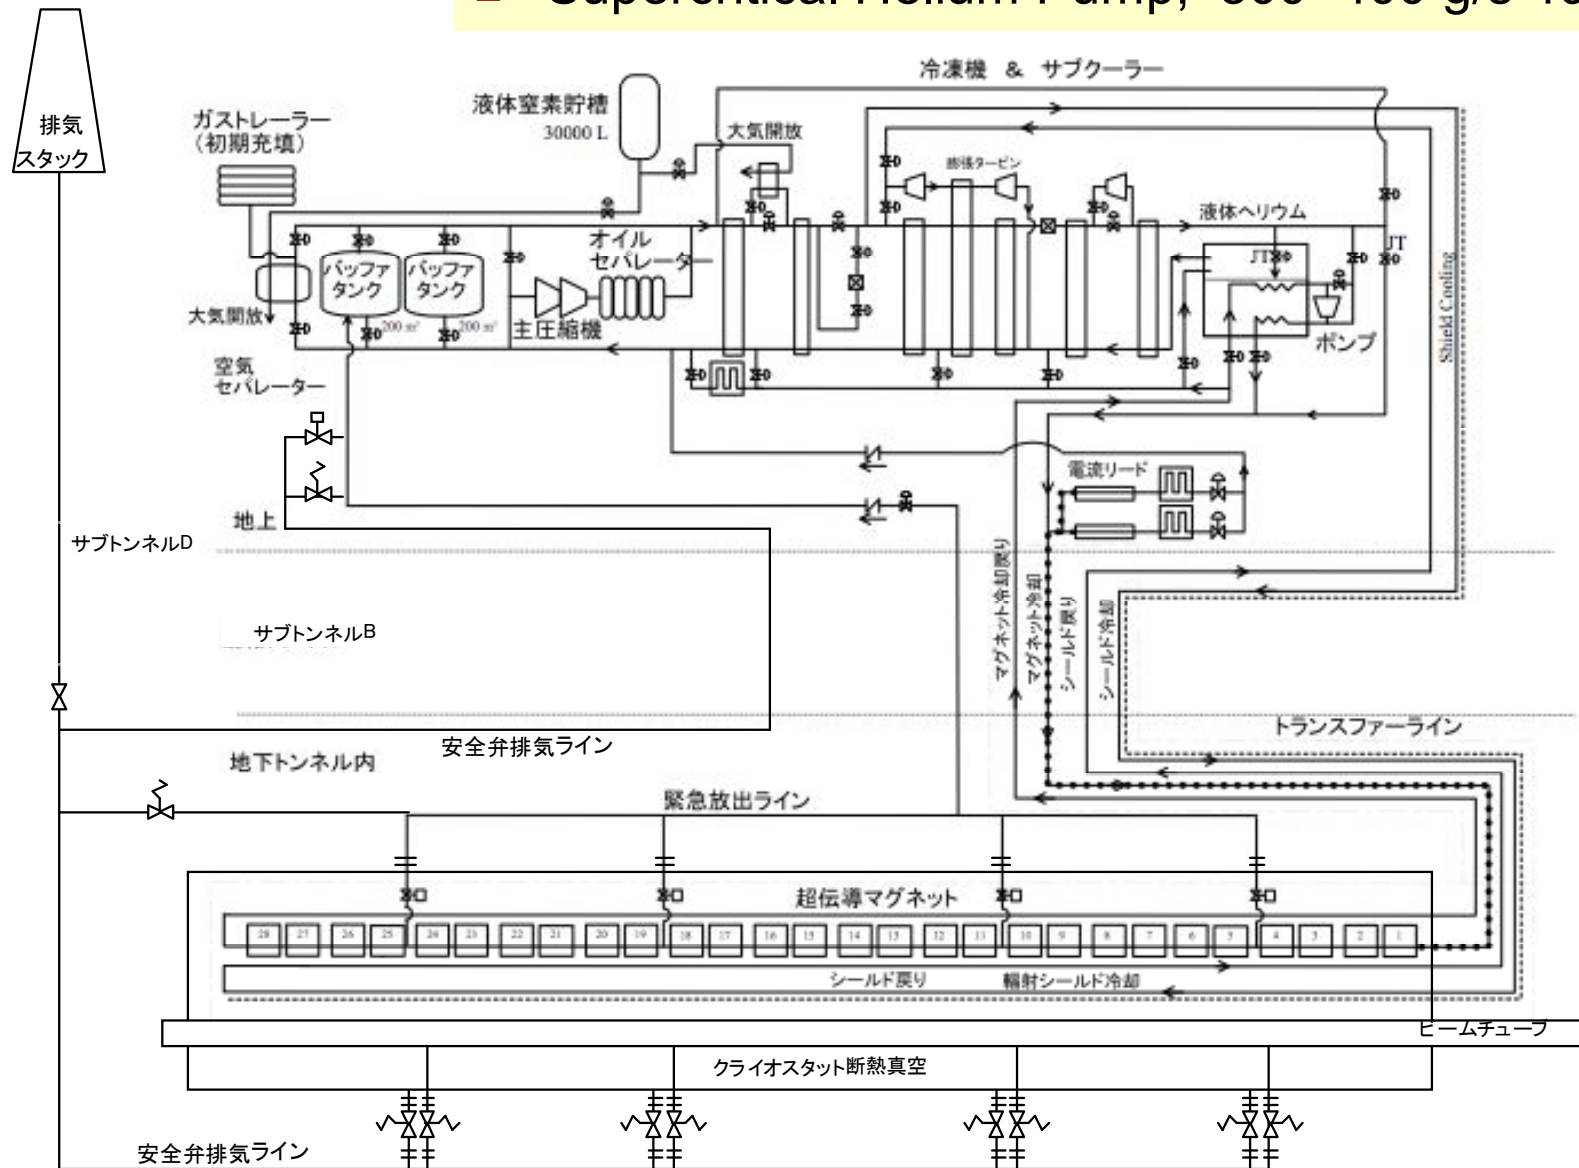 Supercritical Helium Pump,
排気
スタック
ガストレーラー
(初期充填)
液体窒素貯槽
30000 L
大気開放
冷凍機 & サブクーラー
膨張タービン
液体ヘリウム
JT
JT
Shield Cooling
オイル
セパレーター
バッファ
タンク
バッファ
タンク
200 m³
200 m³
主圧縮機
大気開放
ポンプ
空気
セパレーター
電流リード
地上
サブトンネルD
サブトンネルB
マグネット冷却戻り
マグネット冷却
シールド戻り
シールド冷却
トランスファーライン
安全弁排気ライン
地下トンネル内
緊急放出ライン
超伝導マグネット
28 27 26 25 24 23 22 21 20 19 18 17 16 15 14 13 12 11 10 9 8 7 6 5 4 3 2 1
シールド戻り
輻射シールド冷却
ビームチューブ
クライオスタット断熱真空
安全弁排気ライン